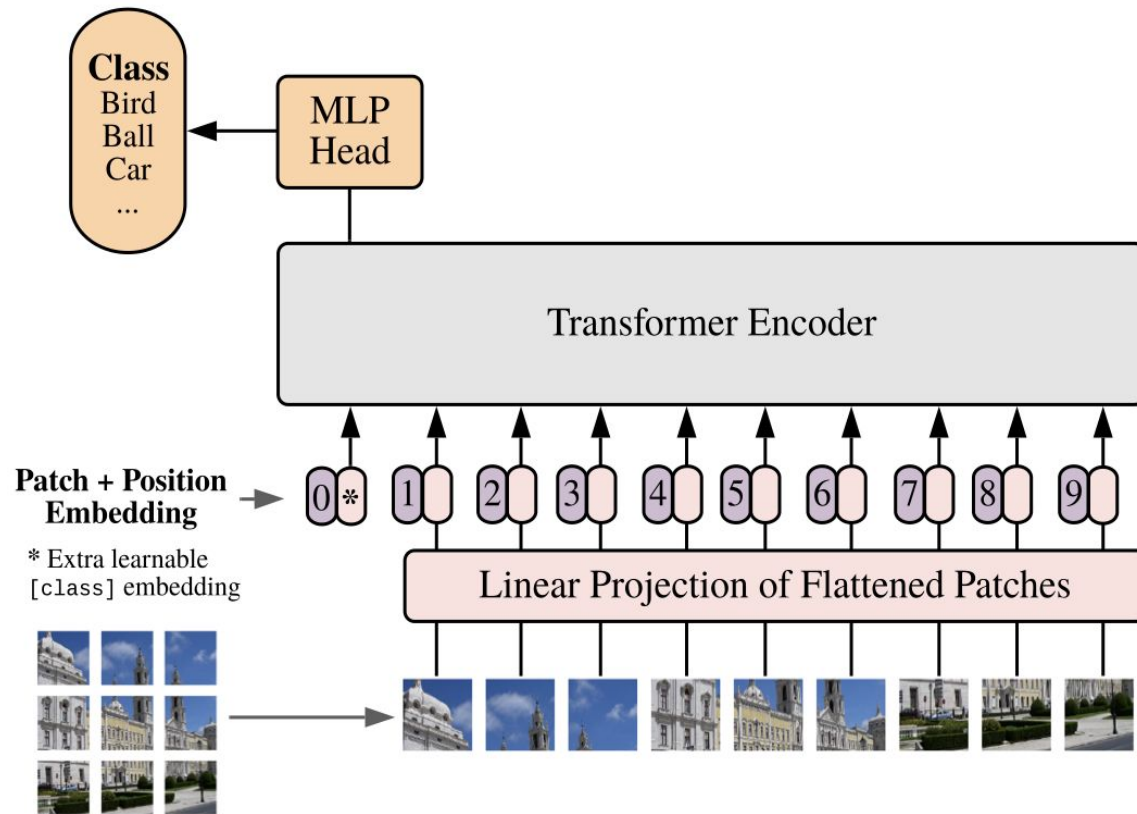 Class
Bird
Ball
Car
...
MLP
Head
Transformer Encoder
Patch + Position
Embedding
0 * 1 2 3 4 5 6 7 8 9
* Extra learnable
[class] embedding
Linear Projection of Flattened Patches